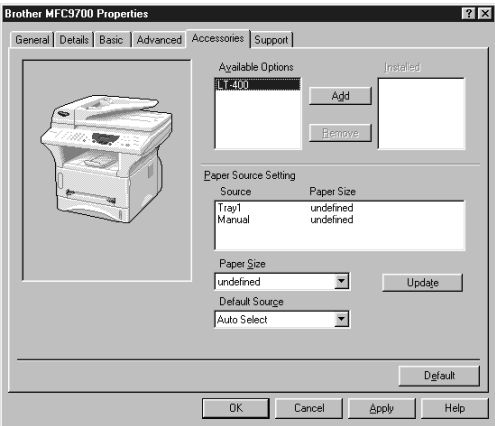 Brother MFC9700 Properties
General Details Basic Advanced Accessories Support
Available Options
Installed
LT-400
Add
Remove
Paper Source Setting
Source Paper Size
Tray1 undefined
Manual undefined
Paper Size
undefined
Update
Default Source
Auto Select
Default
OK Cancel Apply Help